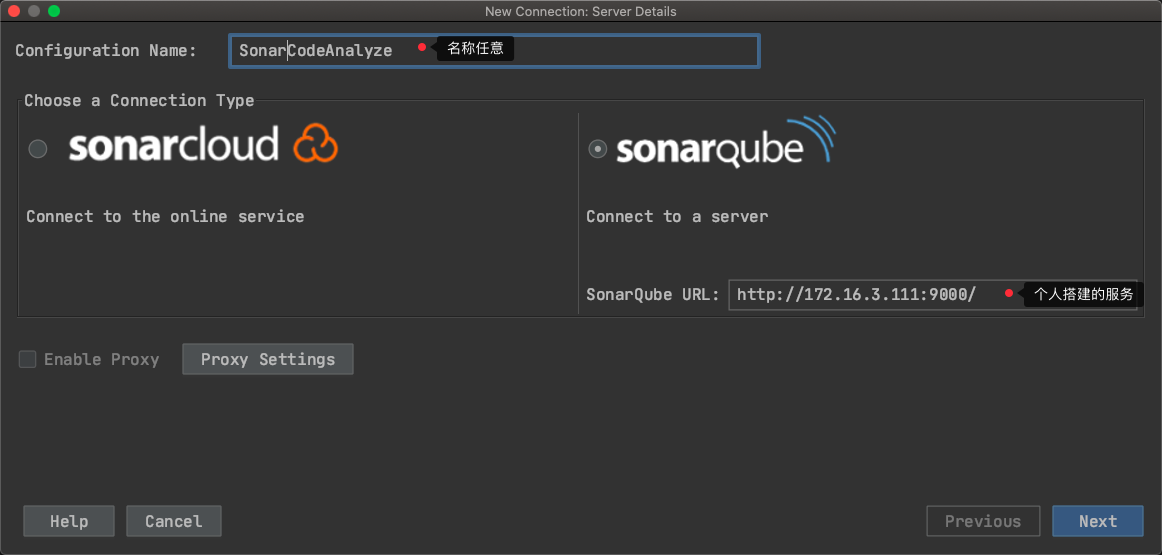 New Connection: Server Details
Configuration Name: SonarCodeAnalyze 名称任意
Choose a Connection Type
sonarcloud sonarqube
Connect to the online service Connect to a server
SonarQube URL: http://172.16.3.111:9000/ 个人搭建的服务
Enable Proxy Proxy Settings
Help Cancel Previous Next